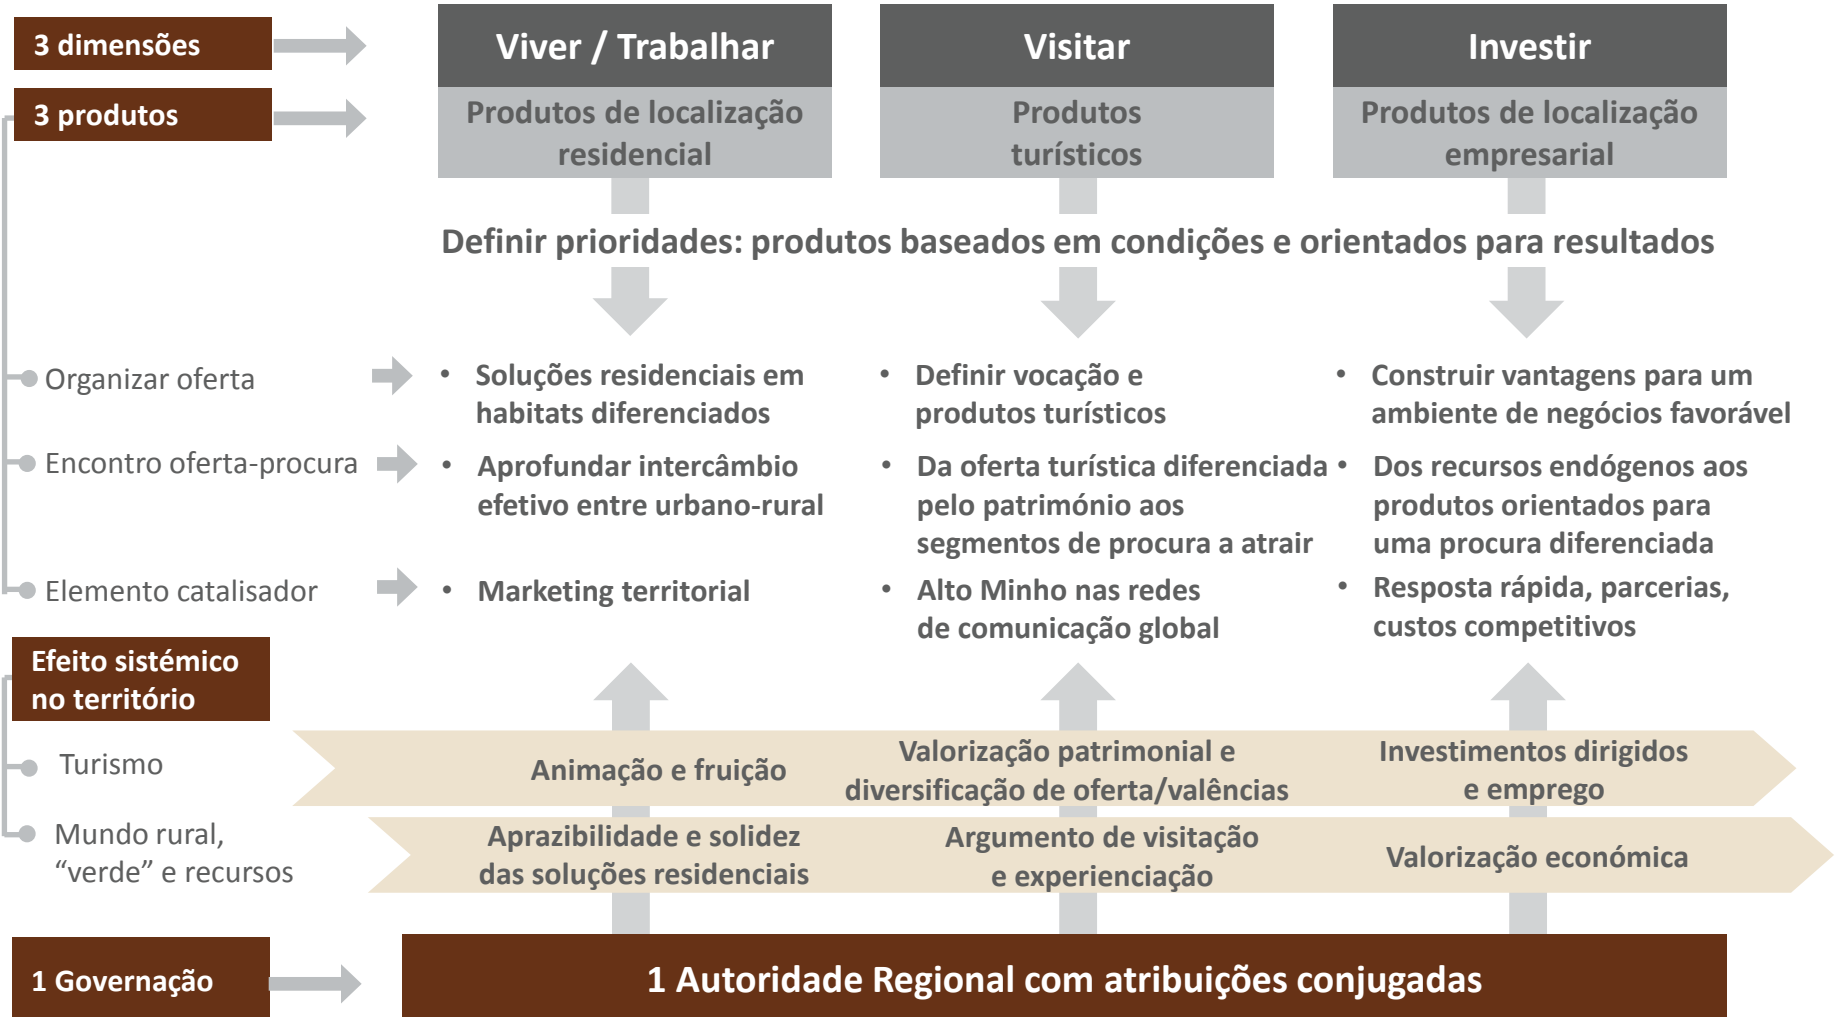 3 dimensões
Viver / Trabalhar
Visitar
Investir
3 produtos
Produtos de localização
residencial
Produtos
turísticos
Produtos de localização
empresarial
Definir prioridades: produtos baseados em condições e orientados para resultados
Organizar oferta
• Soluções residenciais em
habitats diferenciados
• Definir vocação e
produtos turísticos
• Construir vantagens para um
ambiente de negócios favorável
Encontro oferta-procura
• Aprofundar intercâmbio
efetivo entre urbano-rural
• Da oferta turística diferenciada
pelo património aos
segmentos de procura a atrair
• Dos recursos endógenos aos
produtos orientados para
uma procura diferenciada
Elemento catalisador
• Marketing territorial
• Alto Minho nas redes
de comunicação global
• Resposta rápida, parcerias,
custos competitivos
Efeito sistémico
no território
Turismo
Animação e fruição
Valorização patrimonial e
diversificação de oferta/valências
Investimentos dirigidos
e emprego
Mundo rural,
“verde” e recursos
Aprazibilidade e solidez
das soluções residenciais
Argumento de visitação
e experienciação
Valorização económica
1 Governação
1 Autoridade Regional com atribuições conjugadas